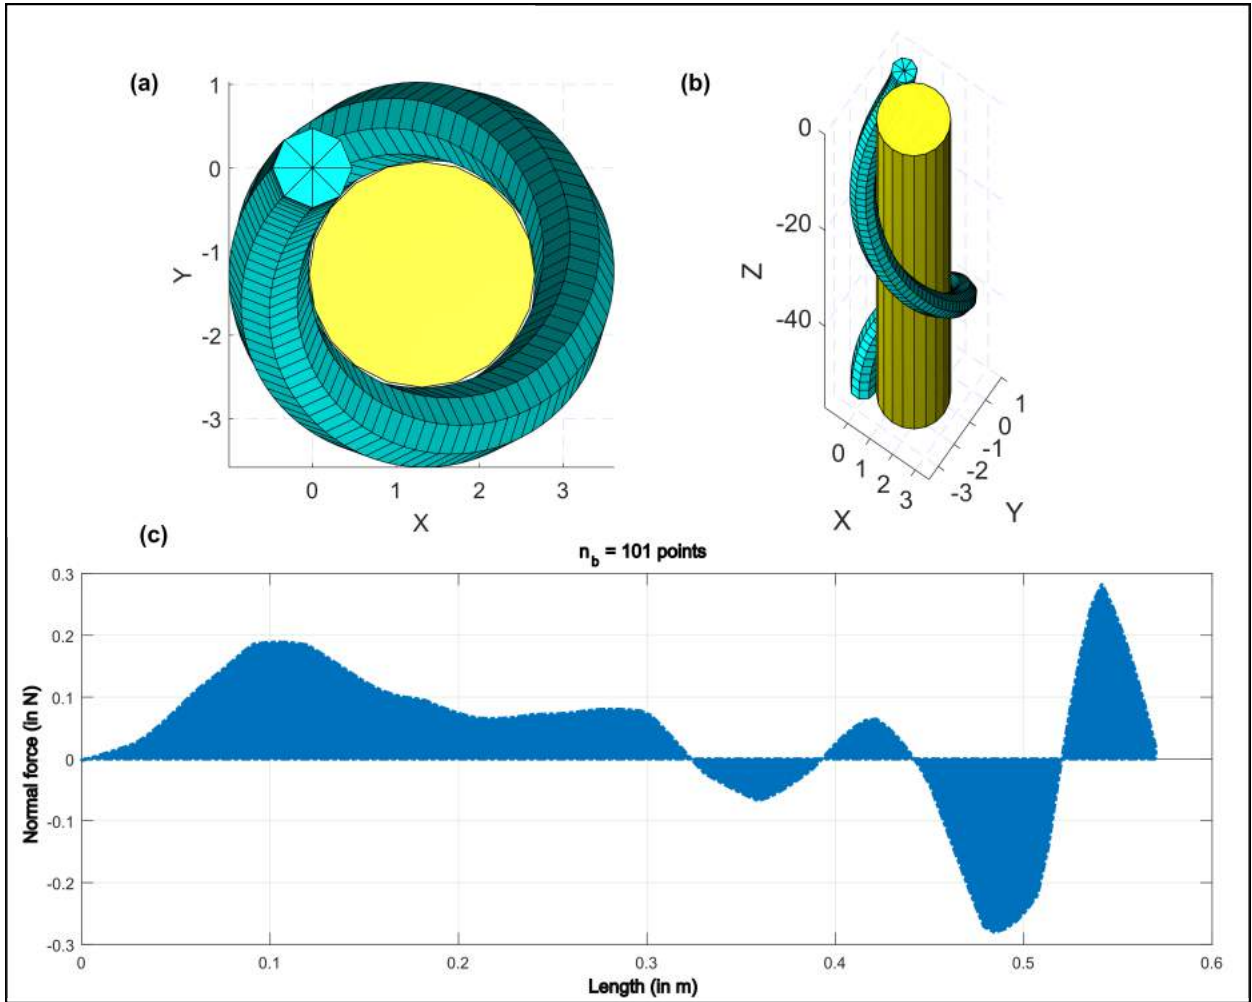 (a)
1
0
-1
-2
-3
Y
0 1 2 3
X
(b)
0
-20
-40
Z
0 1 2 3
X
1
0
-1
-2
-3
Y
(c)
n_b = 101 points
0.3
0.2
0.1
0
-0.1
-0.2
-0.3
Normal force (in N)
0 0.1 0.2 0.3 0.4 0.5 0.6
Length (in m)